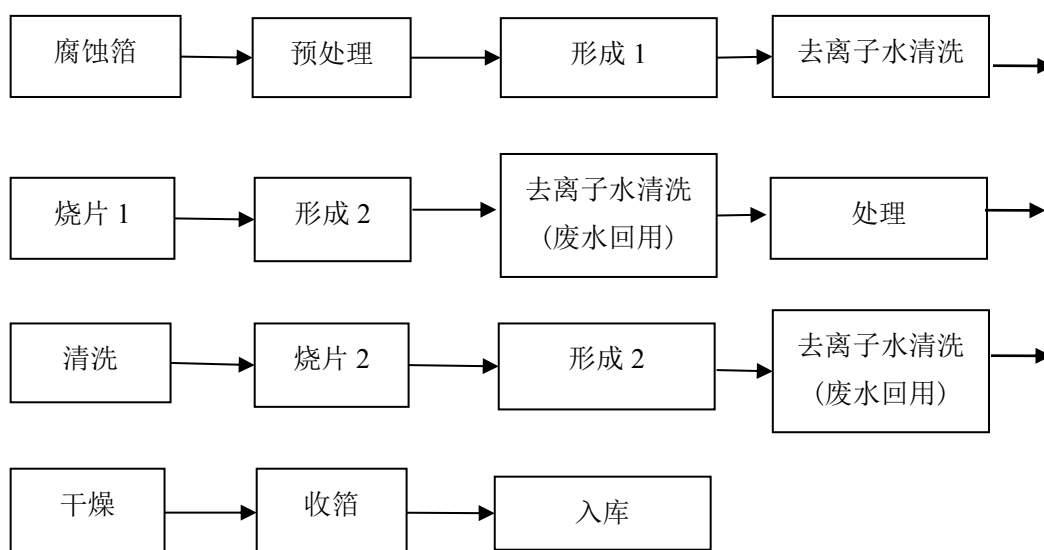 腐蚀箔
预处理
形成 1
去离子水清洗
烧片 1
形成 2
去离子水清洗
(废水回用)
处理
清洗
烧片 2
形成 2
去离子水清洗
(废水回用)
干燥
收箔
入库